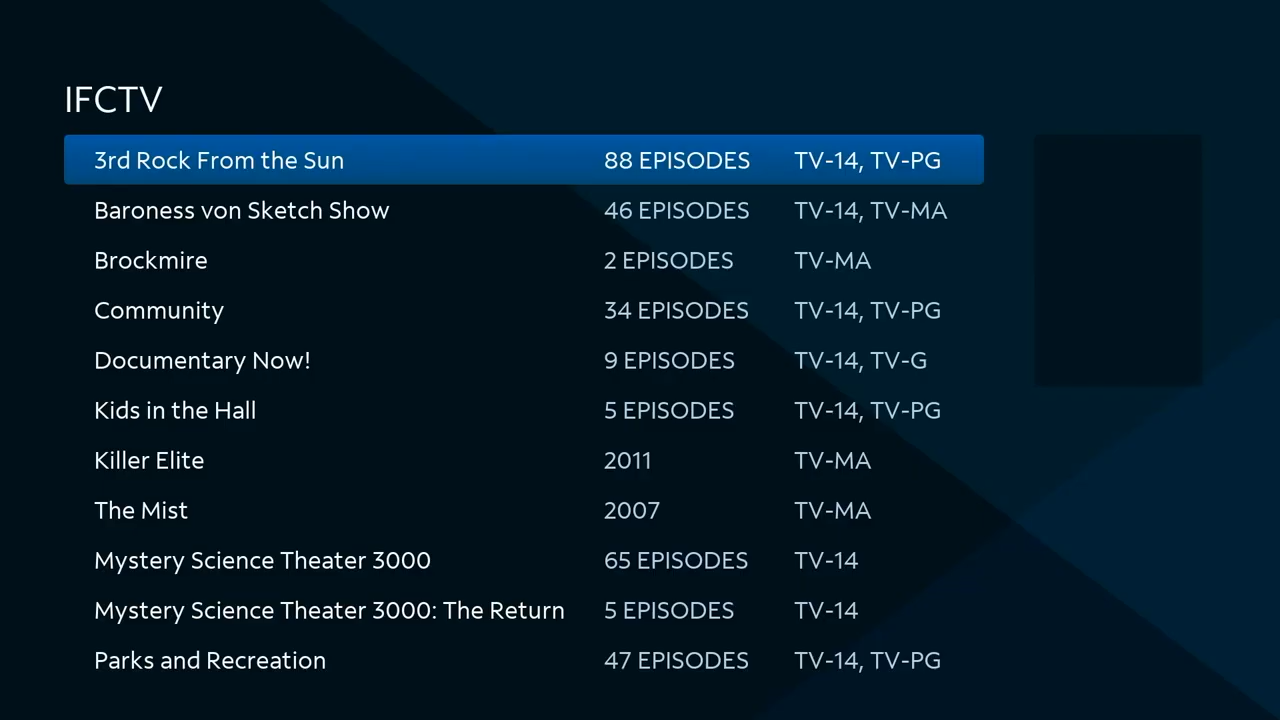 IFCTV
3rd Rock From the Sun 88 EPISODES TV-14, TV-PG
Baroness von Sketch Show 46 EPISODES TV-14, TV-MA
Brockmire 2 EPISODES TV-MA
Community 34 EPISODES TV-14, TV-PG
Documentary Now! 9 EPISODES TV-14, TV-G
Kids in the Hall 5 EPISODES TV-14, TV-PG
Killer Elite 2011 TV-MA
The Mist 2007 TV-MA
Mystery Science Theater 3000 65 EPISODES TV-14
Mystery Science Theater 3000: The Return 5 EPISODES TV-14
Parks and Recreation 47 EPISODES TV-14, TV-PG